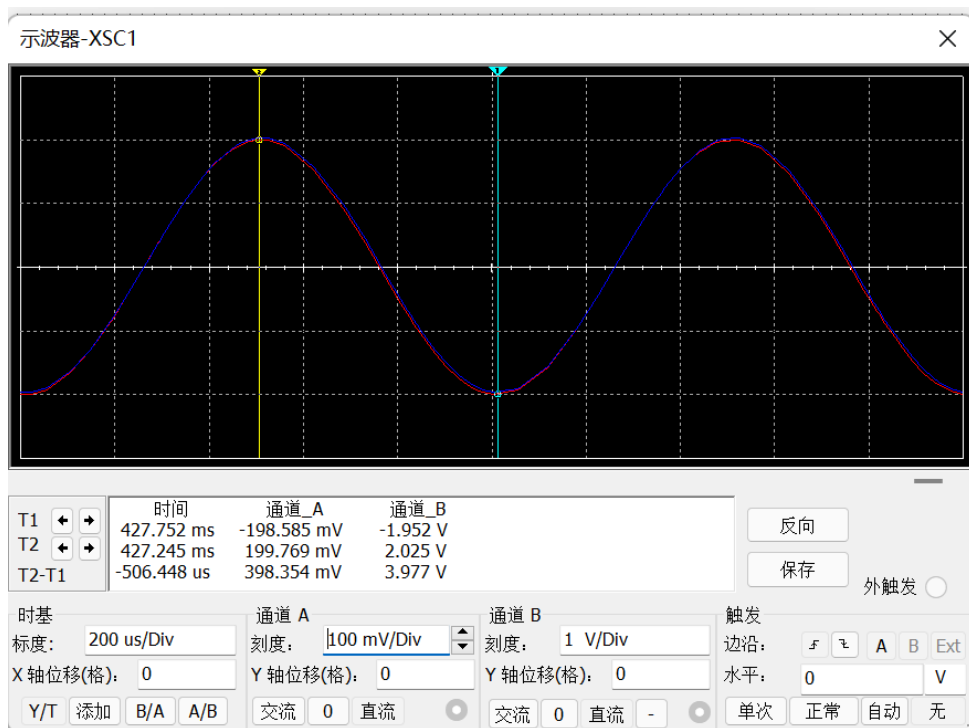 示波器-XSC1
2
1
时间 通道_A 通道_B
T1 427.752 ms -198.585 mV -1.952 V
T2 427.245 ms 199.769 mV 2.025 V
T2-T1 -506.448 us 398.354 mV 3.977 V
反向
保存
外触发
时基 通道 A 通道 B 触发
标度: 200 us/Div 刻度: 100 mV/Div 刻度: 1 V/Div 边沿: A B Ext
X 轴位移(格): 0 Y 轴位移(格): 0 Y 轴位移(格): 0 水平: 0 V
Y/T 添加 B/A A/B 交流 0 直流 交流 0 直流 - 单次 正常 自动 无